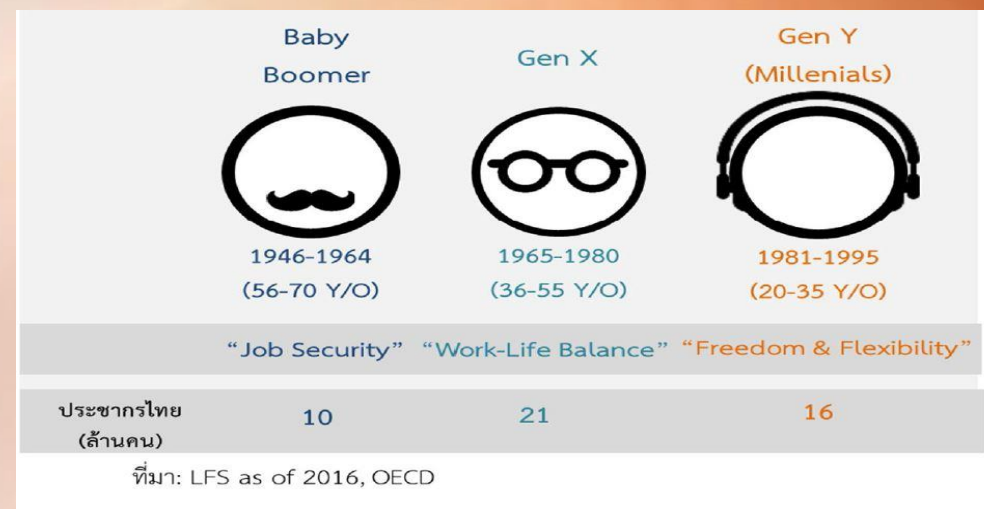 Baby
Boomer
Gen X
Gen Y
(Millenials)
1946-1964
(56-70 Y/O)
1965-1980
(36-55 Y/O)
1981-1995
(20-35 Y/O)
“Job Security” “Work-Life Balance” “Freedom & Flexibility”
ประชากรไทย
(ล้านคน)
10 21 16
ที่มา: LFS as of 2016, OECD